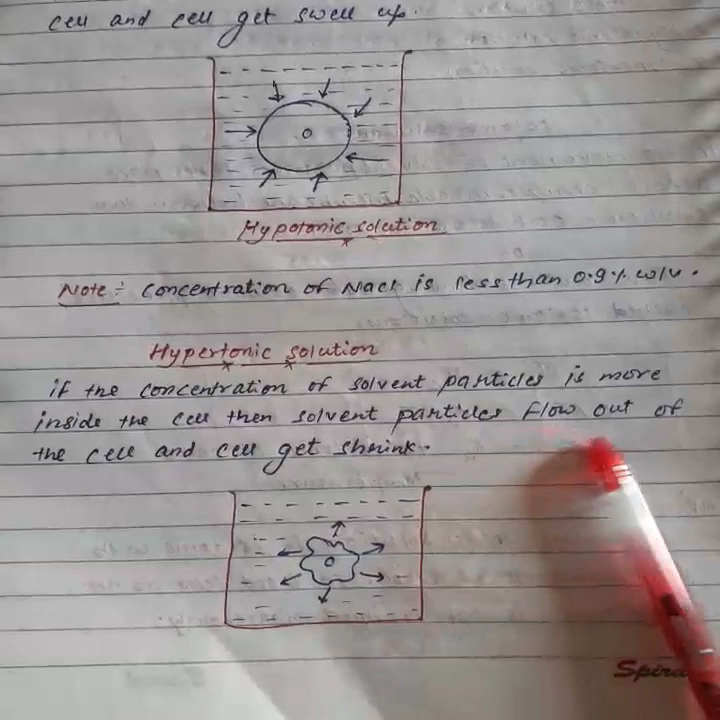 cell and cell get swell up.
Hypotonic solution
Note:- Concentration of Nacl is less than 0.9% w/v.
Hypertonic solution
if the concentration of solvent particles is more
inside the cell then solvent particles flow out of
the cell and cell get shrink.